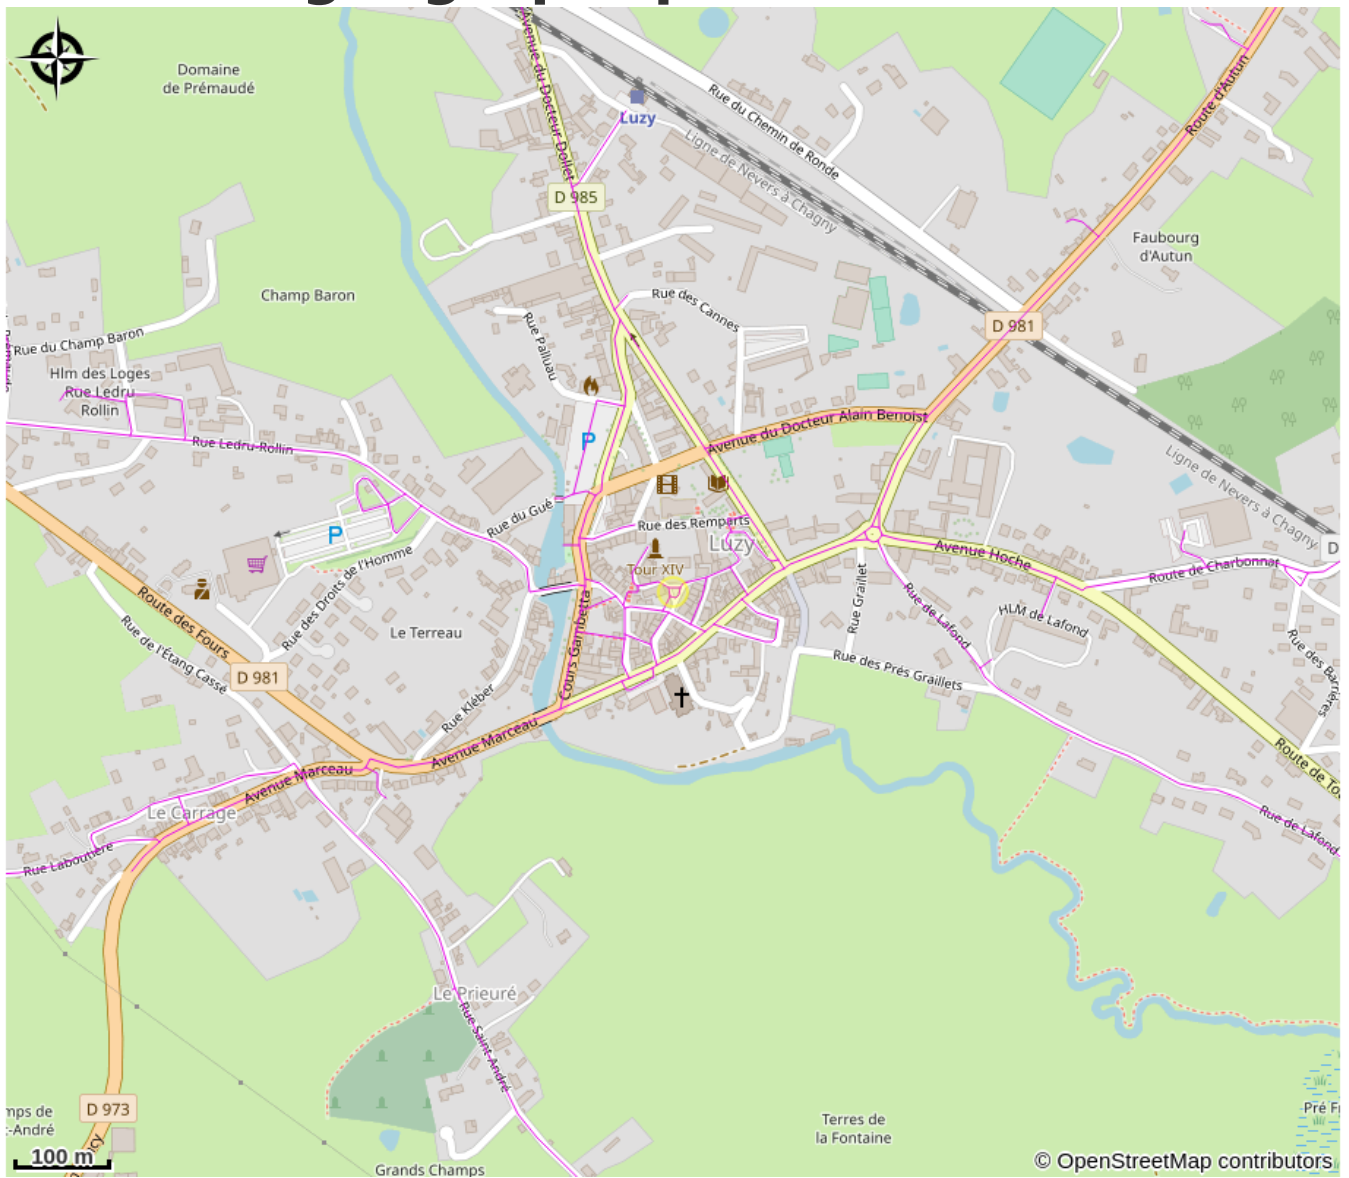 Domaine
de Prémaudé
Avenue du Docteur Dollet
Luzy
Rue du Chemin de Ronde
Ligne de Nevers à Chagny
Route d'Autun
D 985
Faubourg
d'Autun
Champ Baron
Rue des Cannes
D 981
Rue du Champ Baron
Rue Palluau
Hlm des Loges
Rue Ledru
Rollin
Avenue du Docteur Alain Benoist
P
Rue Ledru-Rollin
Ligne de Nevers à Chagny
Rue du Gué
Rue des Remparts
P
Luzy
D
Avenue Hoche
Rue des Droits de l'Homme
Tour XIV
Route de Charbonnat
Route des Fours
Rue Graillet
Rue de Lafond
HLM de Lafond
Rue de l'Étang Cassé
Le Terreau
Cours Gambetta
Rue des Prés Graillets
Rue des Barrières
D 981
Rue Kléber
Avenue Marceau
Avenue Marceau
Route de To
Le Carrage
Rue de Lafond
Rue Laboutière
Le Prieuré
Rue Saint-André
D 973
mps de
-André
Terres de
la Fontaine
Pré F
100 m
Grands Champs
© OpenStreetMap contributors